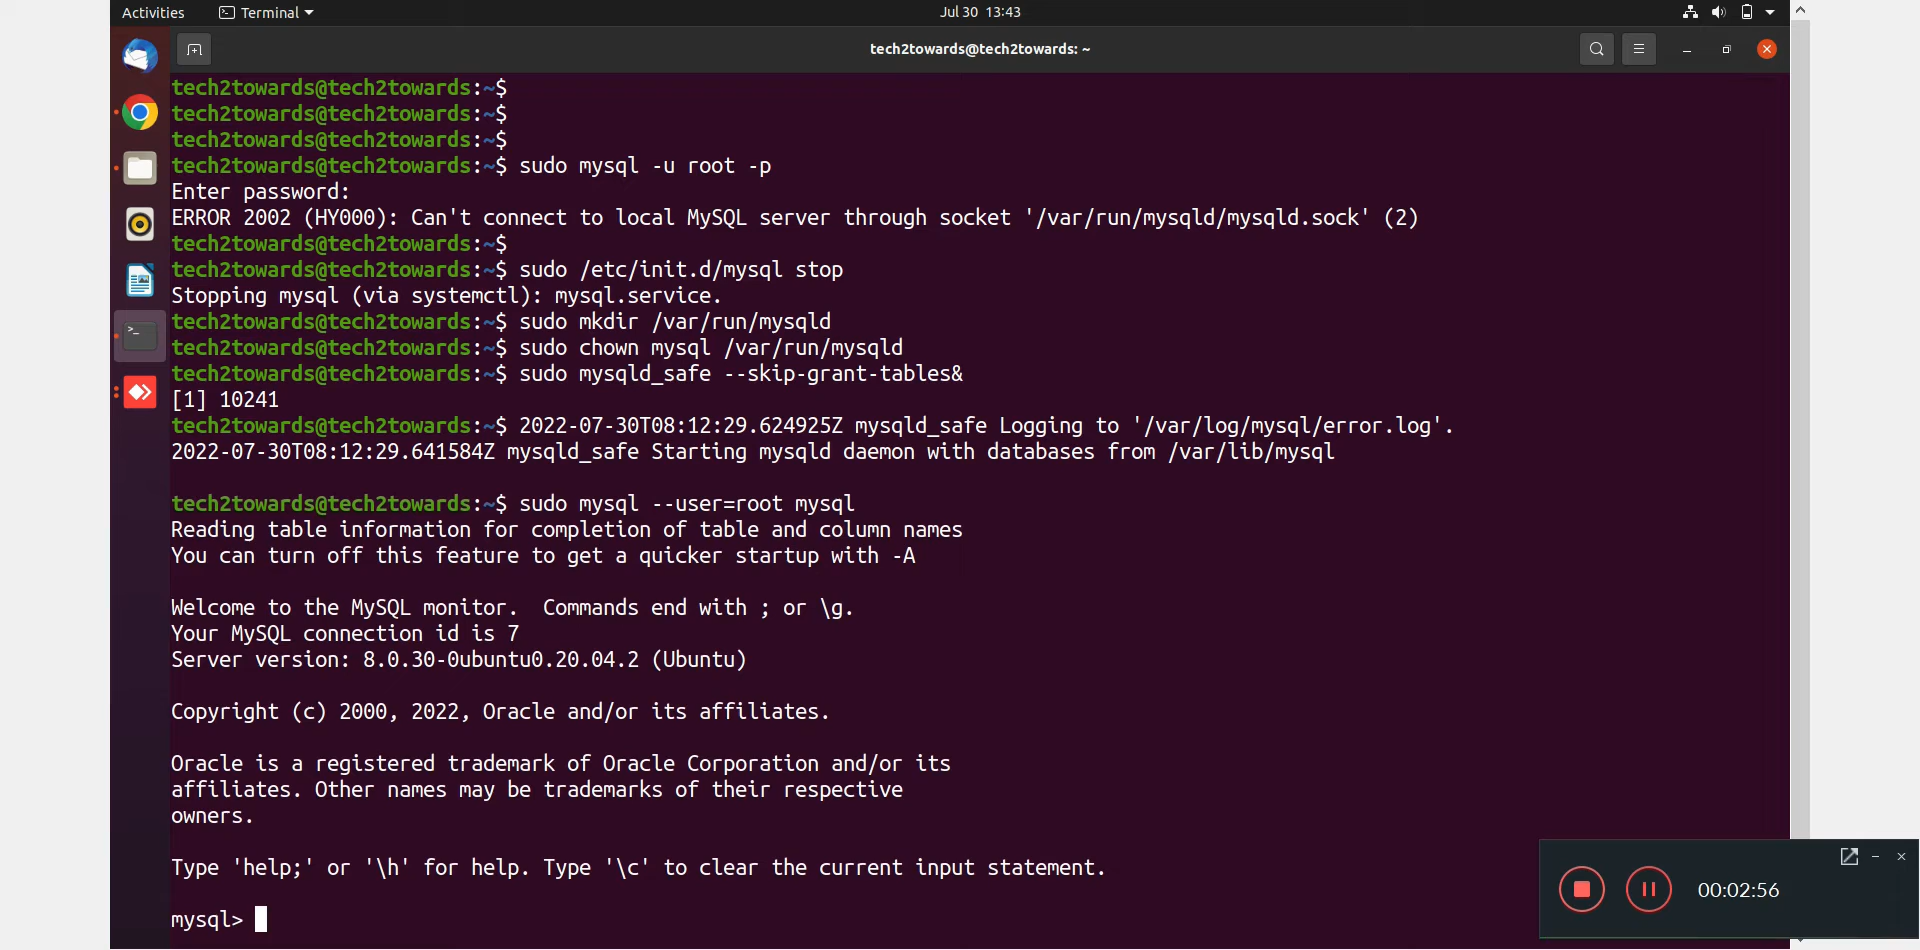 Activities
Terminal
Jul 30 13:43
tech2towards@tech2towards: ~
tech2towards@tech2towards:~$
tech2towards@tech2towards:~$
tech2towards@tech2towards:~$
tech2towards@tech2towards:~$ sudo mysql -u root -p
Enter password:
ERROR 2002 (HY000): Can't connect to local MySQL server through socket '/var/run/mysqld/mysqld.sock' (2)
tech2towards@tech2towards:~$
tech2towards@tech2towards:~$ sudo /etc/init.d/mysql stop
Stopping mysql (via systemctl): mysql.service.
tech2towards@tech2towards:~$ sudo mkdir /var/run/mysqld
tech2towards@tech2towards:~$ sudo chown mysql /var/run/mysqld
tech2towards@tech2towards:~$ sudo mysqld_safe --skip-grant-tables&
[1] 10241
tech2towards@tech2towards:~$ 2022-07-30T08:12:29.624925Z mysqld_safe Logging to '/var/log/mysql/error.log'.
2022-07-30T08:12:29.641584Z mysqld_safe Starting mysqld daemon with databases from /var/lib/mysql
tech2towards@tech2towards:~$ sudo mysql --user=root mysql
Reading table information for completion of table and column names
You can turn off this feature to get a quicker startup with -A
Welcome to the MySQL monitor.  Commands end with ; or \g.
Your MySQL connection id is 7
Server version: 8.0.30-0ubuntu0.20.04.2 (Ubuntu)
Copyright (c) 2000, 2022, Oracle and/or its affiliates.
Oracle is a registered trademark of Oracle Corporation and/or its
affiliates. Other names may be trademarks of their respective
owners.
Type 'help;' or '\h' for help. Type '\c' to clear the current input statement.
mysql>
00:02:56